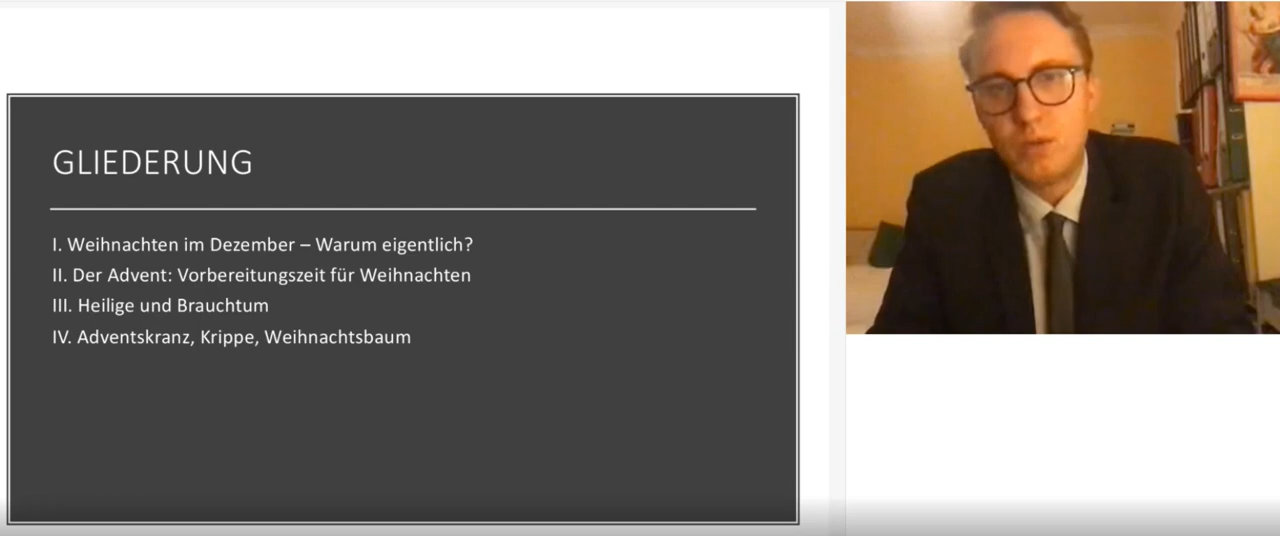 GLIEDERUNG
I. Weihnachten im Dezember – Warum eigentlich?
II. Der Advent: Vorbereitungszeit für Weihnachten
III. Heilige und Brauchtum
IV. Adventskranz, Krippe, Weihnachtsbaum